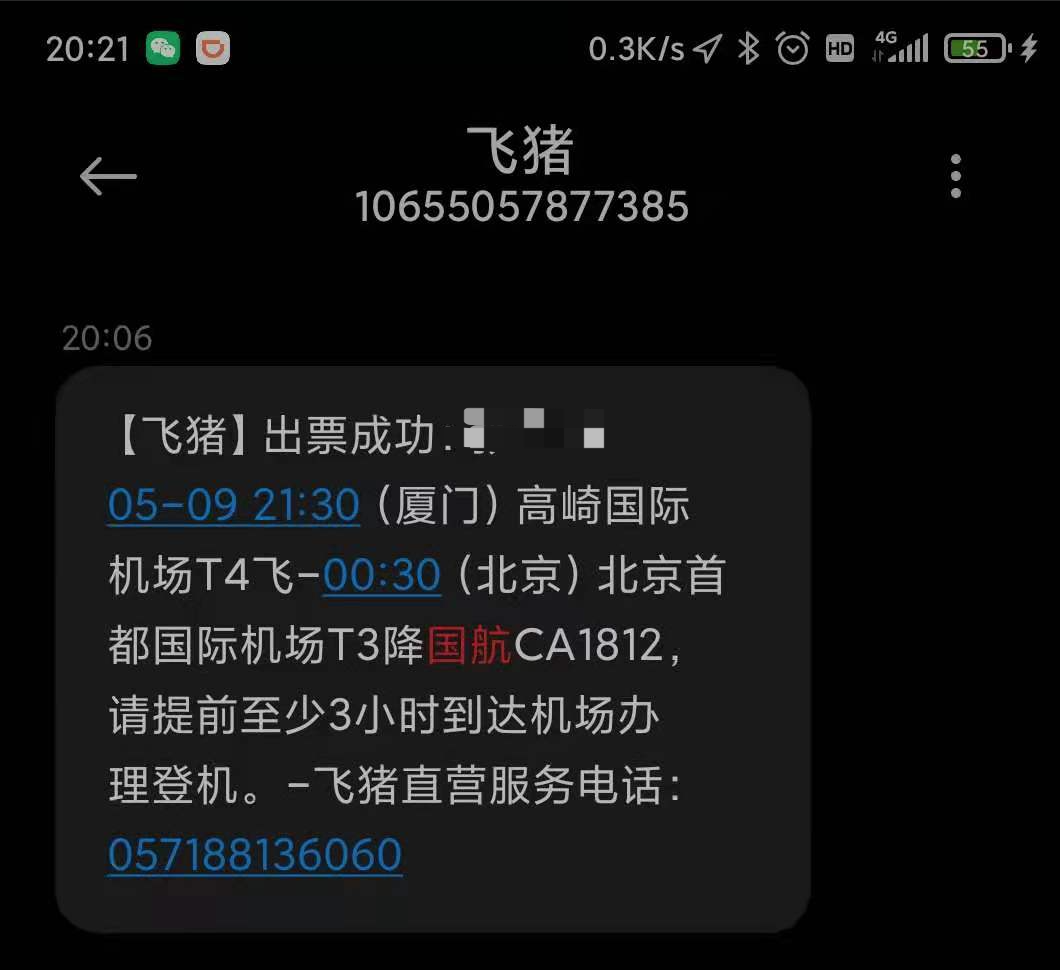 20:21 0.3K/s HD 4G 55
飞猪
10655057877385
20:06
【飞猪】出票成功：
05-09 21:30（厦门）高崎国际
机场T4飞-00:30（北京）北京首
都国际机场T3降国航CA1812，
请提前至少3小时到达机场办
理登机。-飞猪直营服务电话：
057188136060